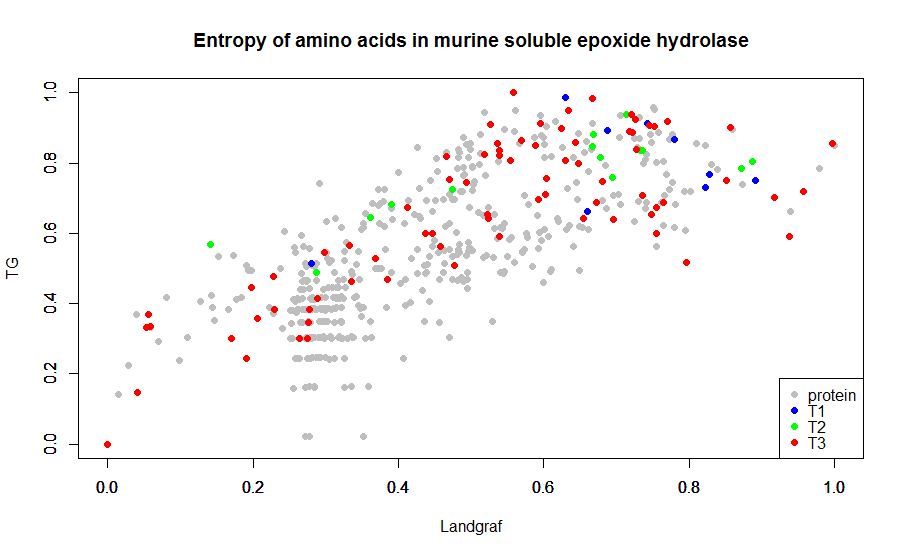 Entropy of amino acids in murine soluble epoxide hydrolase
TG
1.0
0.8
0.6
0.4
0.2
0.0
protein
T1
T2
T3
0.0 0.2 0.4 0.6 0.8 1.0
Landgraf